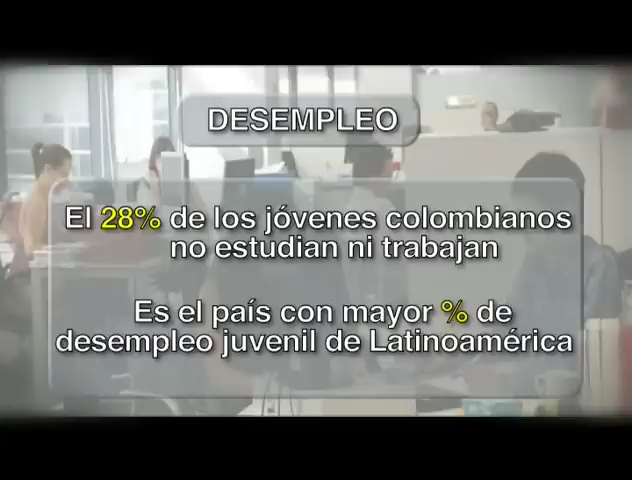 DESEMPLEO
El 28% de los jóvenes colombianos
no estudian ni trabajan
Es el país con mayor % de
desempleo juvenil de Latinoamérica